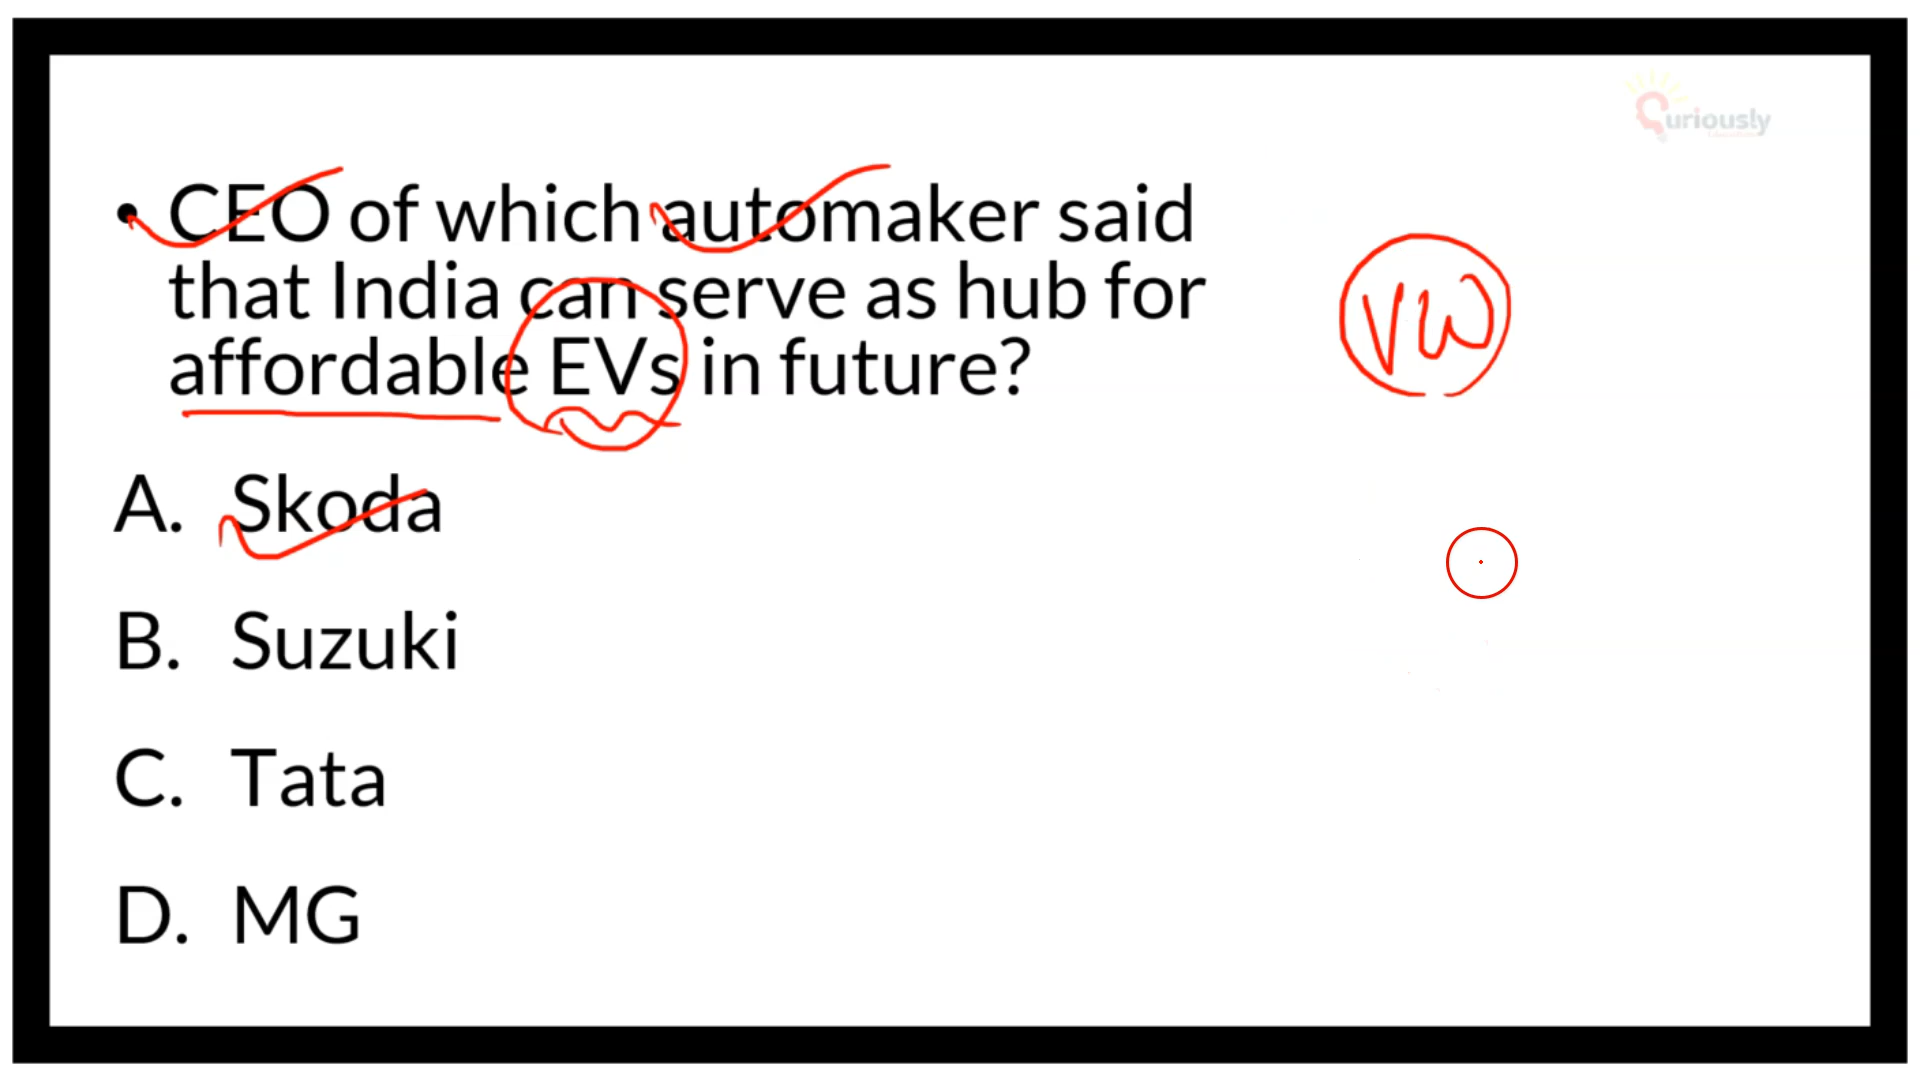 uriously
• CEO of which automaker said
that India can serve as hub for
affordable EVs in future?
VW
A. Skoda
B. Suzuki
C. Tata
D. MG